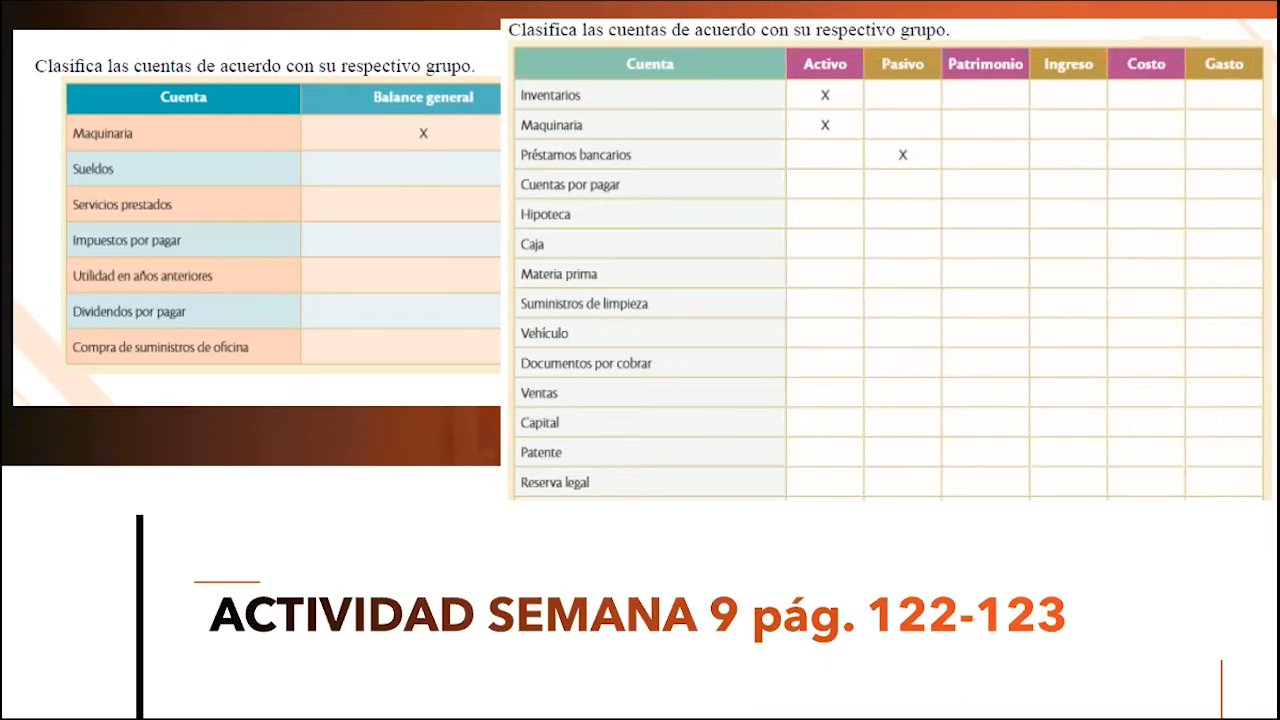 Clasifica las cuentas de acuerdo con su respectivo grupo.
Cuenta Balance general
Maquinaria X
Sueldos
Servicios prestados
Impuestos por pagar
Utilidad en años anteriores
Dividendos por pagar
Compra de suministros de oficina
Clasifica las cuentas de acuerdo con su respectivo grupo.
Cuenta Activo Pasivo Patrimonio Ingreso Costo Gasto
Inventarios X
Maquinaria X
Préstamos bancarios X
Cuentas por pagar
Hipoteca
Caja
Materia prima
Suministros de limpieza
Vehículo
Documentos por cobrar
Ventas
Capital
Patente
Reserva legal
ACTIVIDAD SEMANA 9 pág. 122-123